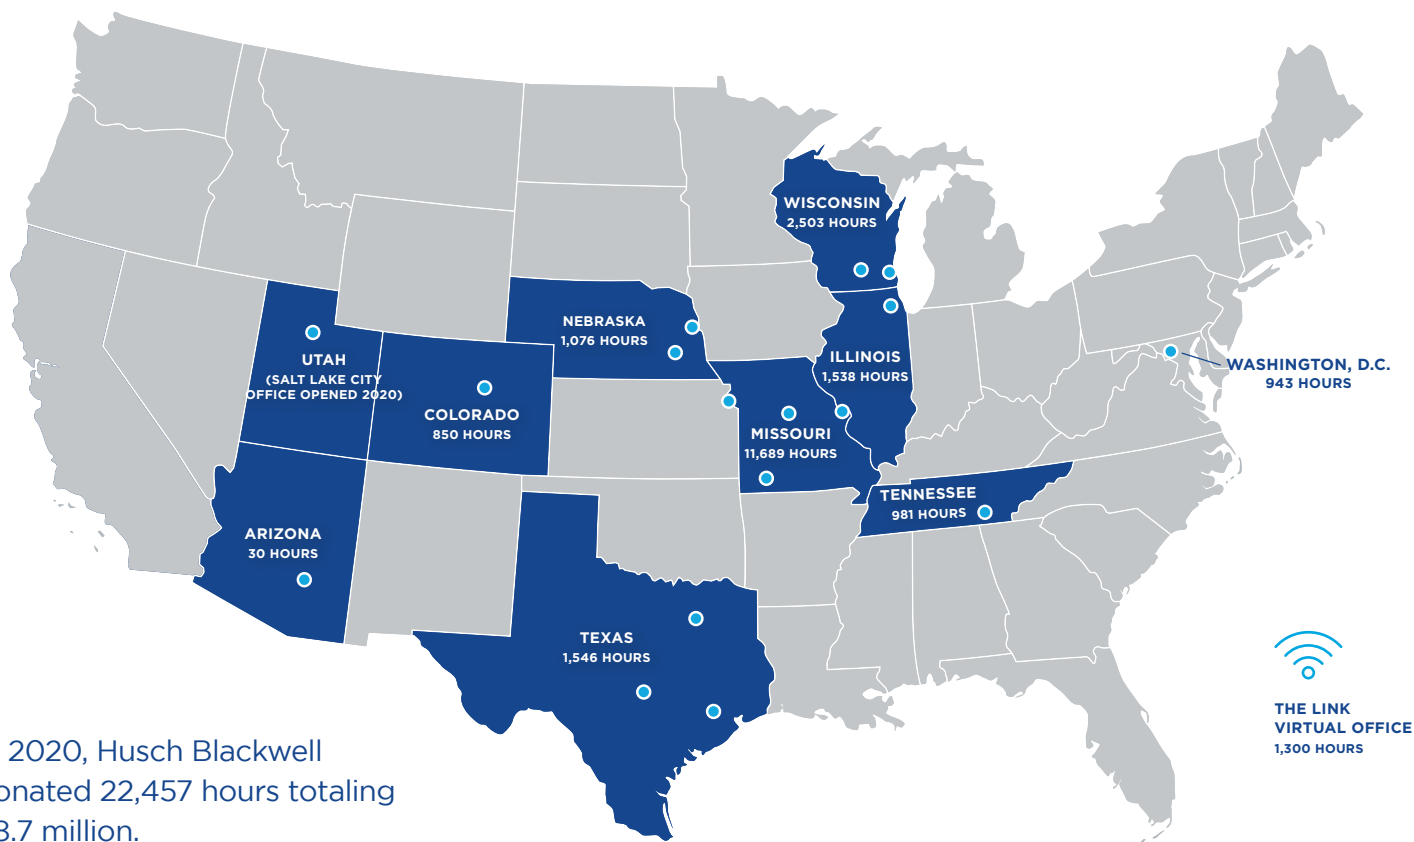 WISCONSIN
2,503 HOURS
NEBRASKA
1,076 HOURS
UTAH
(SALT LAKE CITY
OFFICE OPENED 2020)
COLORADO
850 HOURS
ILLINOIS
1,538 HOURS
WASHINGTON, D.C.
943 HOURS
MISSOURI
11,689 HOURS
TENNESSEE
981 HOURS
ARIZONA
30 HOURS
TEXAS
1,546 HOURS
THE LINK
VIRTUAL OFFICE
1,300 HOURS
2020, Husch Blackwell
onated 22,457 hours totaling
8.7 million.